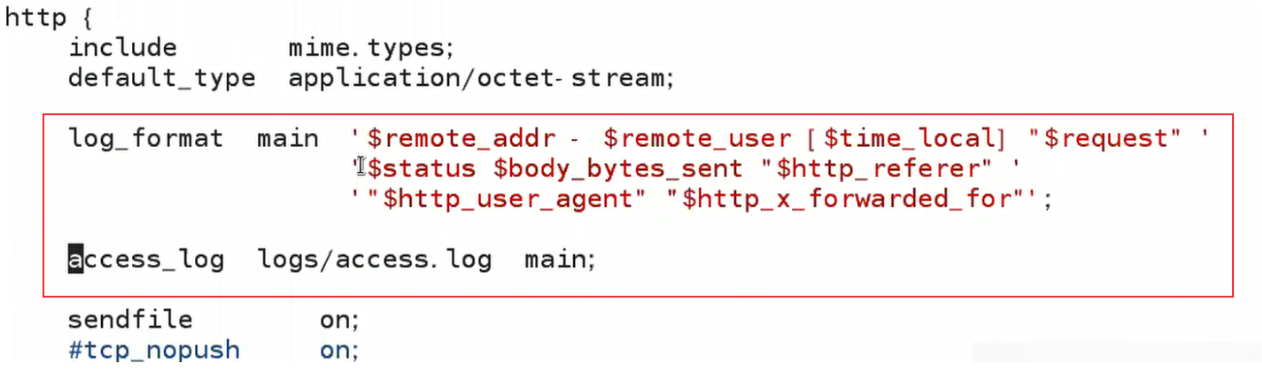 http {
    include       mime.types;
    default_type  application/octet-stream;
    log_format  main  '$remote_addr - $remote_user [$time_local] "$request" '
                      '$status $body_bytes_sent "$http_referer" '
                      '"$http_user_agent" "$http_x_forwarded_for"';
    access_log  logs/access.log  main;
    sendfile        on;
    #tcp_nopush     on;